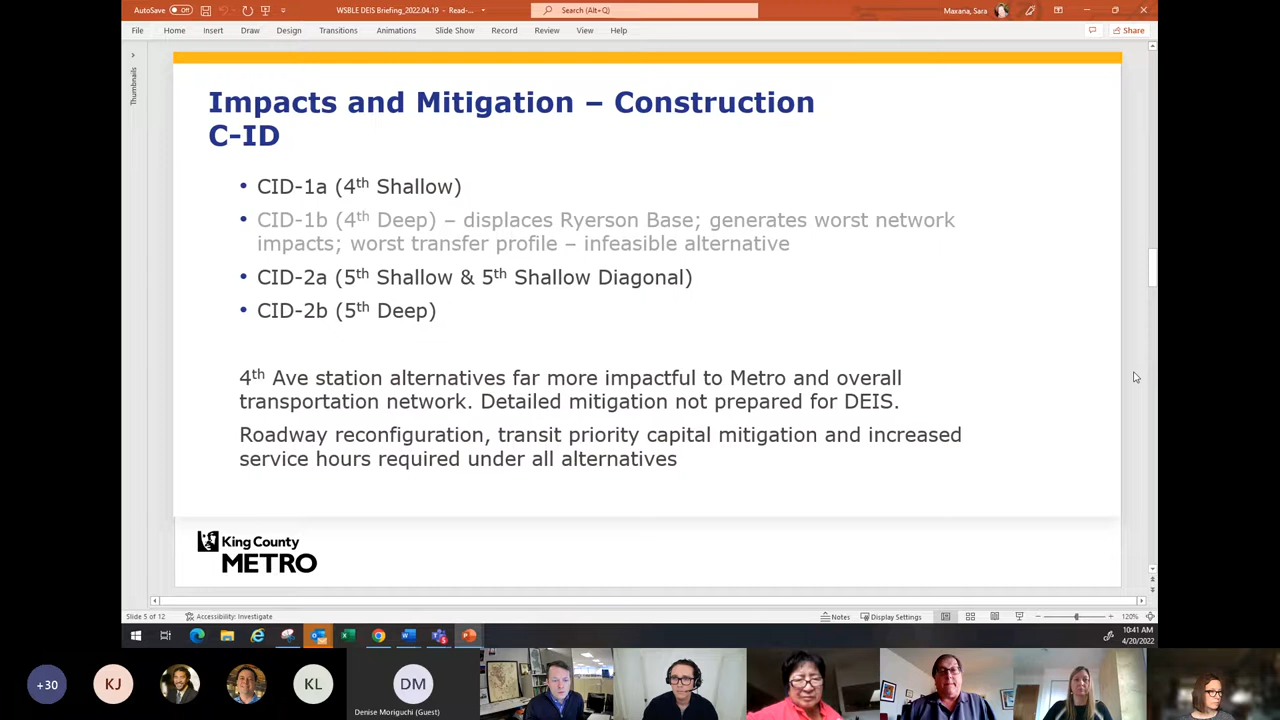 AutoSave Off
WSBLE DEIS Briefing_2022.04.19 - Read-...
Search (Alt+Q)
Maxana, Sara
File Home Insert Draw Design Transitions Animations Slide Show Record Review View Help
Share
Thumbnails
Impacts and Mitigation – Construction
C-ID
• CID-1a (4th Shallow)
• CID-1b (4th Deep) – displaces Ryerson Base; generates worst network
impacts; worst transfer profile – infeasible alternative
• CID-2a (5th Shallow & 5th Shallow Diagonal)
• CID-2b (5th Deep)
4th Ave station alternatives far more impactful to Metro and overall
transportation network. Detailed mitigation not prepared for DEIS.
Roadway reconfiguration, transit priority capital mitigation and increased
service hours required under all alternatives
King County
METRO
Slide 5 of 12 Accessibility: Investigate Notes Display Settings 120%
10:41 AM
4/20/2022
+30 KJ KL DM
Denise Moriguchi (Guest)